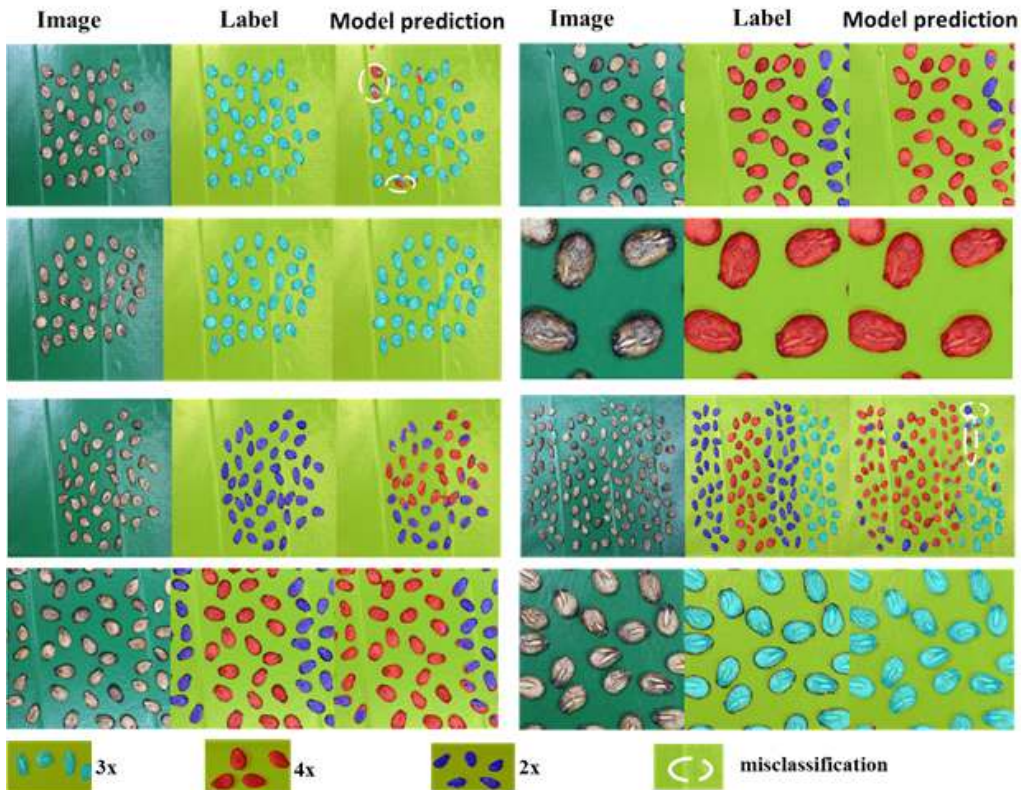 Image Label Model prediction Image Label Model prediction
3x 4x 2x misclassification